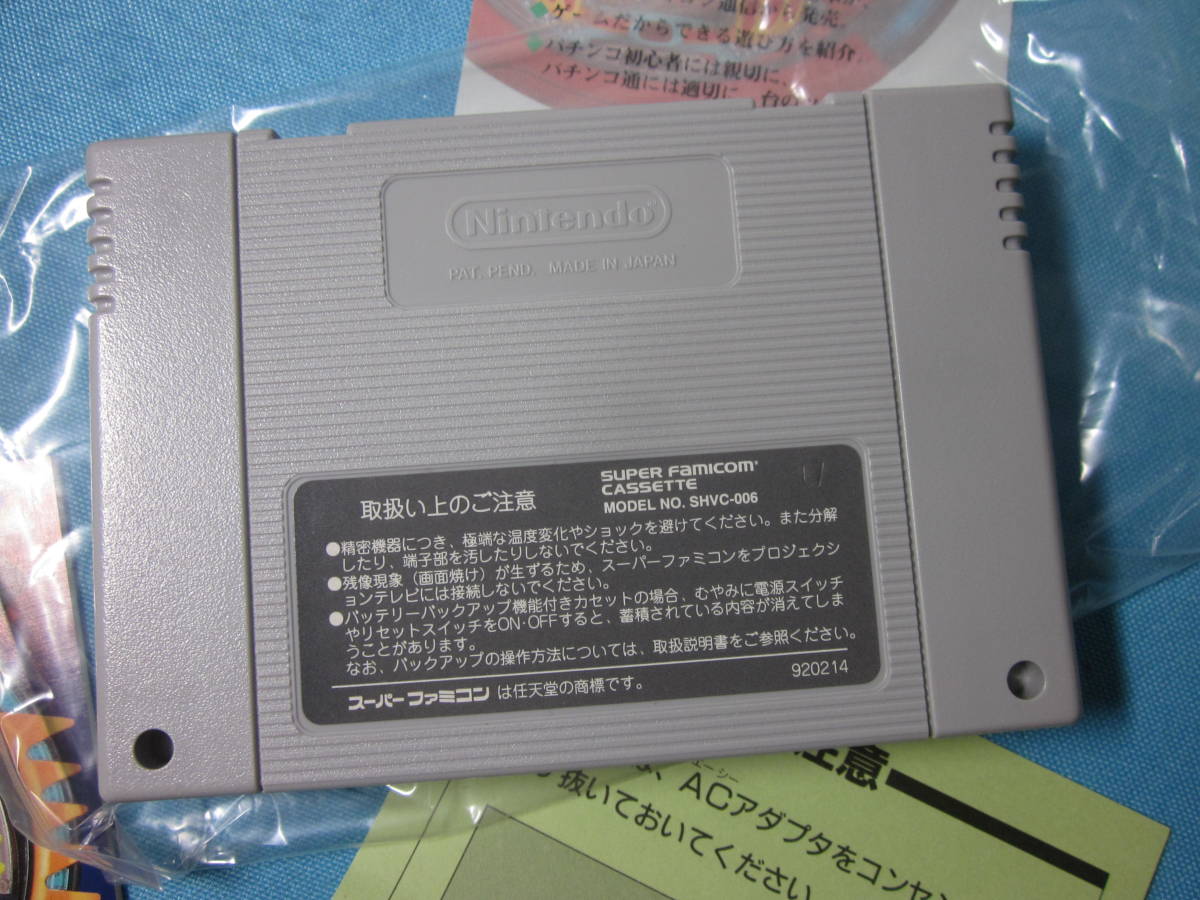 ン通信から発売。
ゲームだからできる遊び方を紹介
パチンコ初心者には親切に、
パチンコ通には適切に、台の
Nintendo®
PAT. PEND. MADE IN JAPAN
取扱い上のご注意
SUPER FAMICOM
CASSETTE
MODEL NO. SHVC-006
●精密機器につき、極端な温度変化やショックを避けてください。また分解
したり、端子部を汚したりしないでください。
●残像現象（画面焼け）が生ずるため、スーパーファミコンをプロジェクシ
ョンテレビには接続しないでください。
●バッテリーバックアップ機能付きカセットの場合、むやみに電源スイッチ
やリセットスイッチをON・OFFすると、蓄積されている内容が消えてしま
うことがあります。
なお、バックアップの操作方法については、取扱説明書をご参照ください。
920214
スーパーファミコン は任天堂の商標です。
注意
エーシー
、ACアダプタをコンセン
抜いておいてください